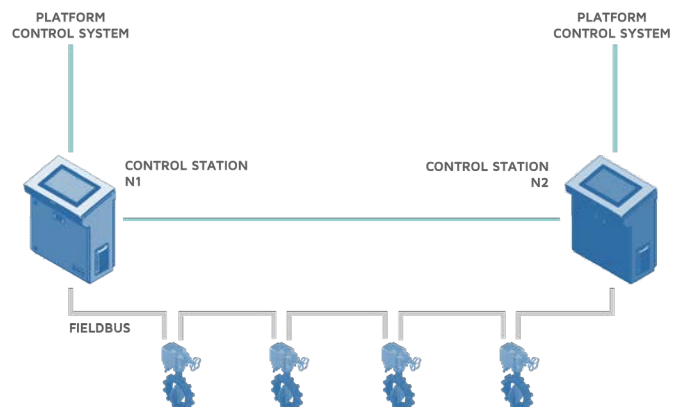 PLATFORM
CONTROL SYSTEM
PLATFORM
CONTROL SYSTEM
CONTROL STATION
N1
CONTROL STATION
N2
FIELDBUS